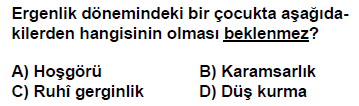 Ergenlik dönemindeki bir çocukta aşağıda-
kilerden hangisinin olması beklenmez?
A) Hoşgörü B) Karamsarlık
C) Ruhî gerginlik D) Düş kurma